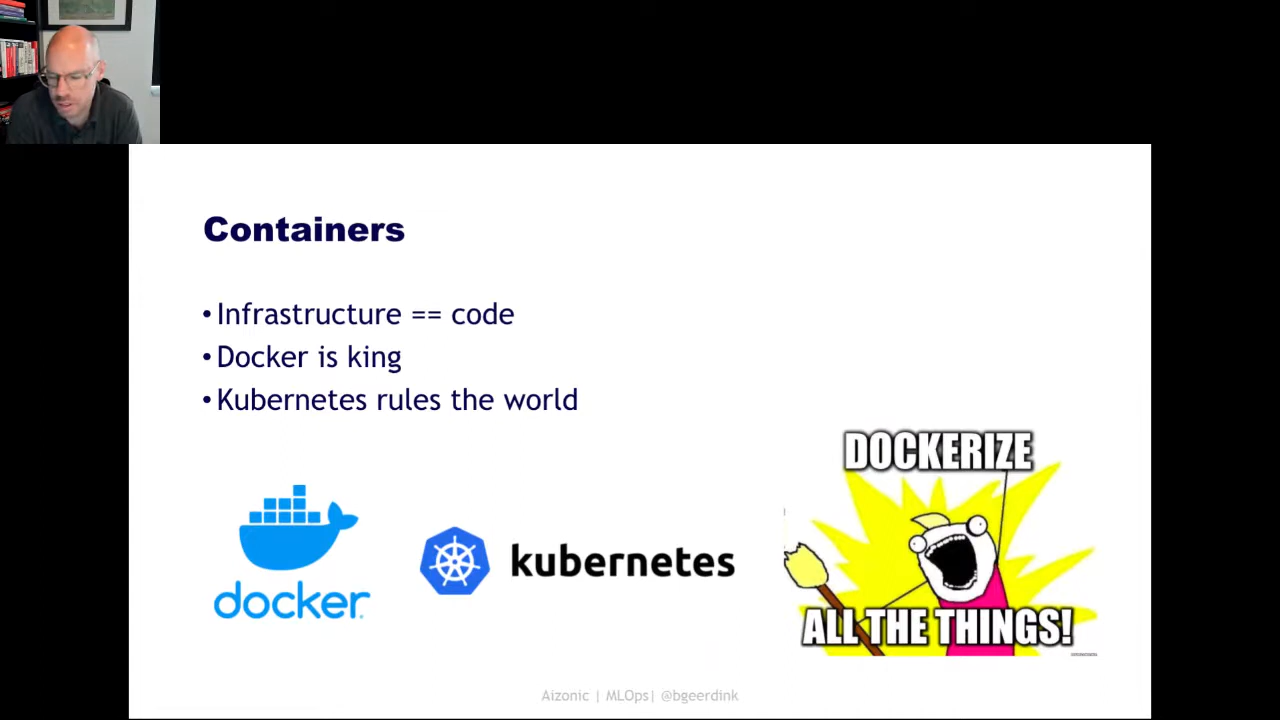 Containers
•Infrastructure == code
•Docker is king
•Kubernetes rules the world
docker
kubernetes
DOCKERIZE
ALL THE THINGS!
Aizonic | MLOps| @bgeerdink